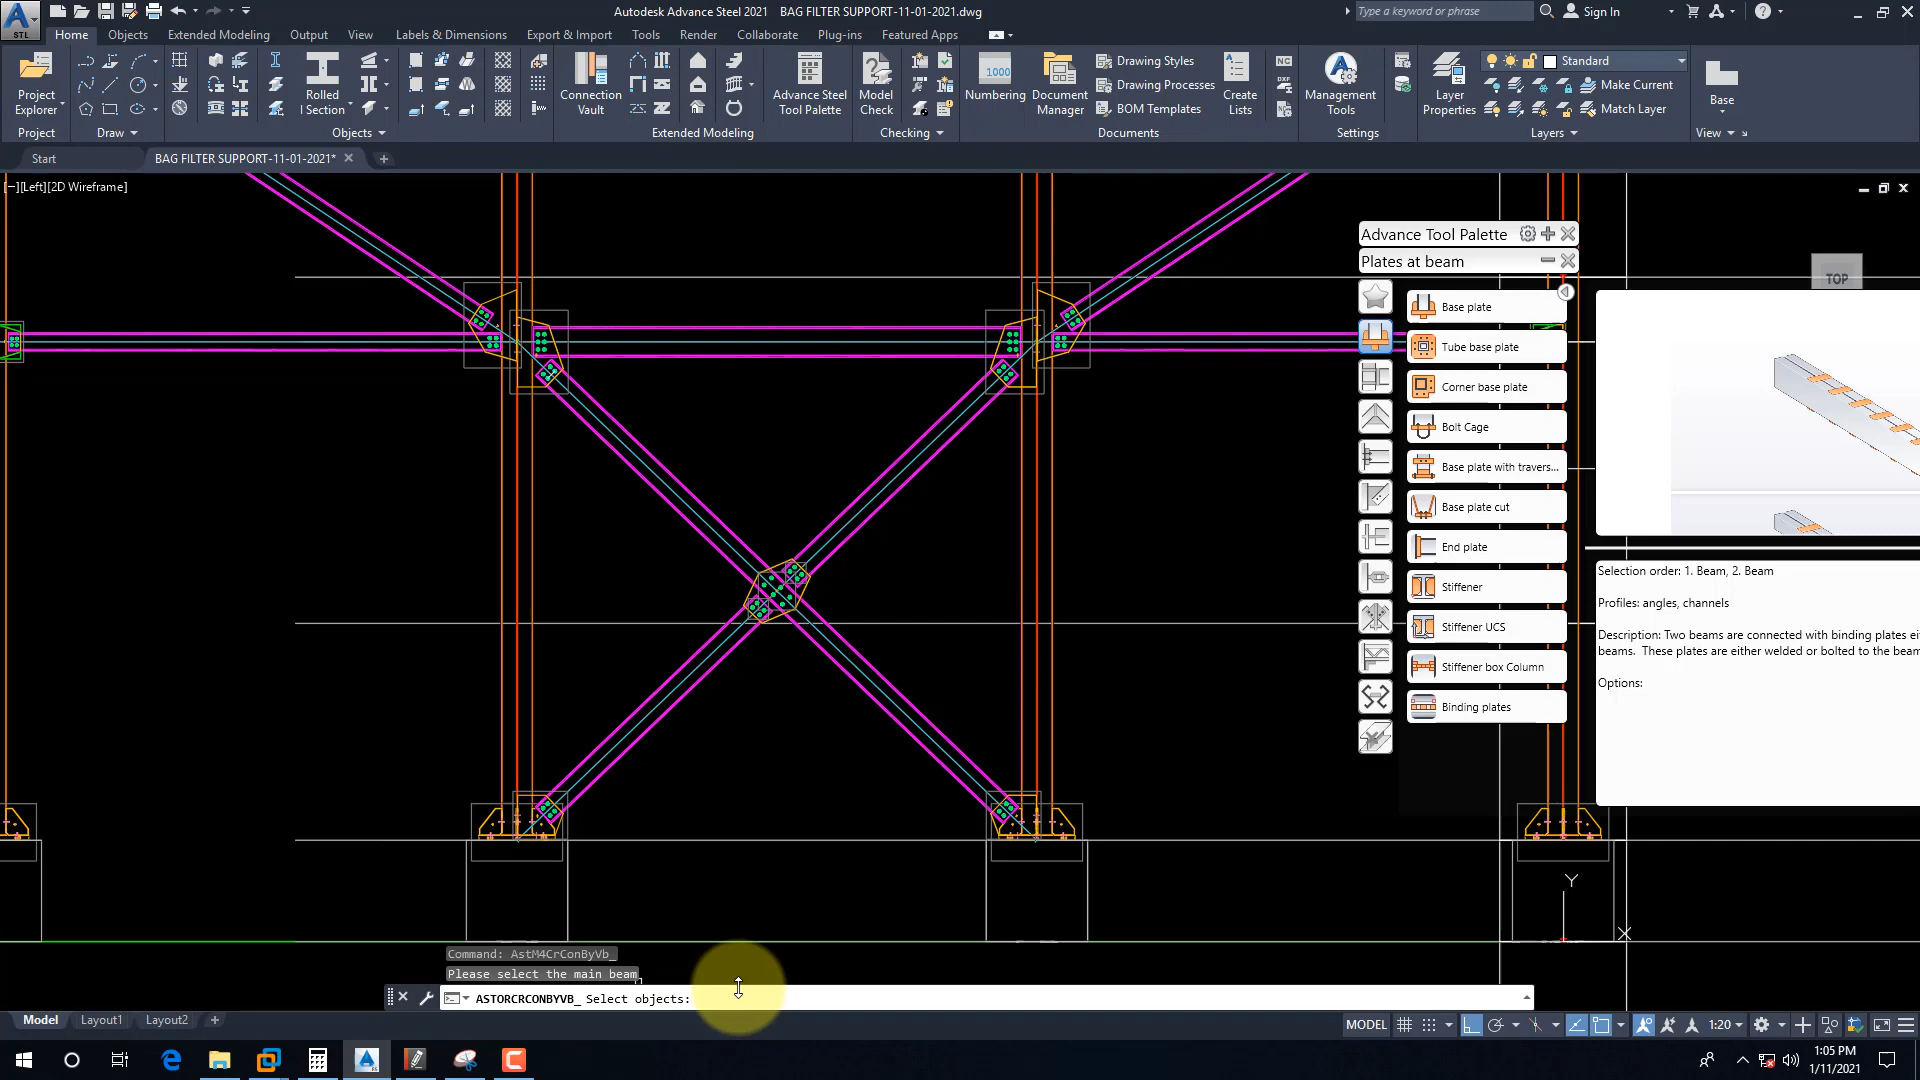 Autodesk Advance Steel 2021 BAG FILTER SUPPORT-11-01-2021.dwg
Type a keyword or phrase
Sign In
STL
Home
Objects
Extended Modeling
Output
View
Labels & Dimensions
Export & Import
Tools
Render
Collaborate
Plug-ins
Featured Apps
Project
Explorer
Project
Draw
Rolled
I Section
Objects
Extended Modeling
Connection
Vault
Advance Steel
Tool Palette
Model
Check
Checking
1000
Numbering
Document
Manager
Drawing Styles
Drawing Processes
BOM Templates
Create
Lists
NC
DXF
Documents
Management
Tools
Settings
Layer
Properties
Standard
Make Current
Match Layer
Layers
Base
View
Start
BAG FILTER SUPPORT-11-01-2021*
[−][Left][2D Wireframe]
Advance Tool Palette
Plates at beam
Base plate
Tube base plate
Corner base plate
Bolt Cage
Base plate with travers...
Base plate cut
End plate
Stiffener
Stiffener UCS
Stiffener box Column
Binding plates
TOP
Selection order: 1. Beam, 2. Beam
Profiles: angles, channels
Description: Two beams are connected with binding plates ei
beams. These plates are either welded or bolted to the beam
Options:
Y
X
Command: AstM4CrConByVb_
Please select the main beam
ASTORCRCONBYVB_ Select objects:
Model
Layout1
Layout2
MODEL
1:20
1:05 PM
1/11/2021